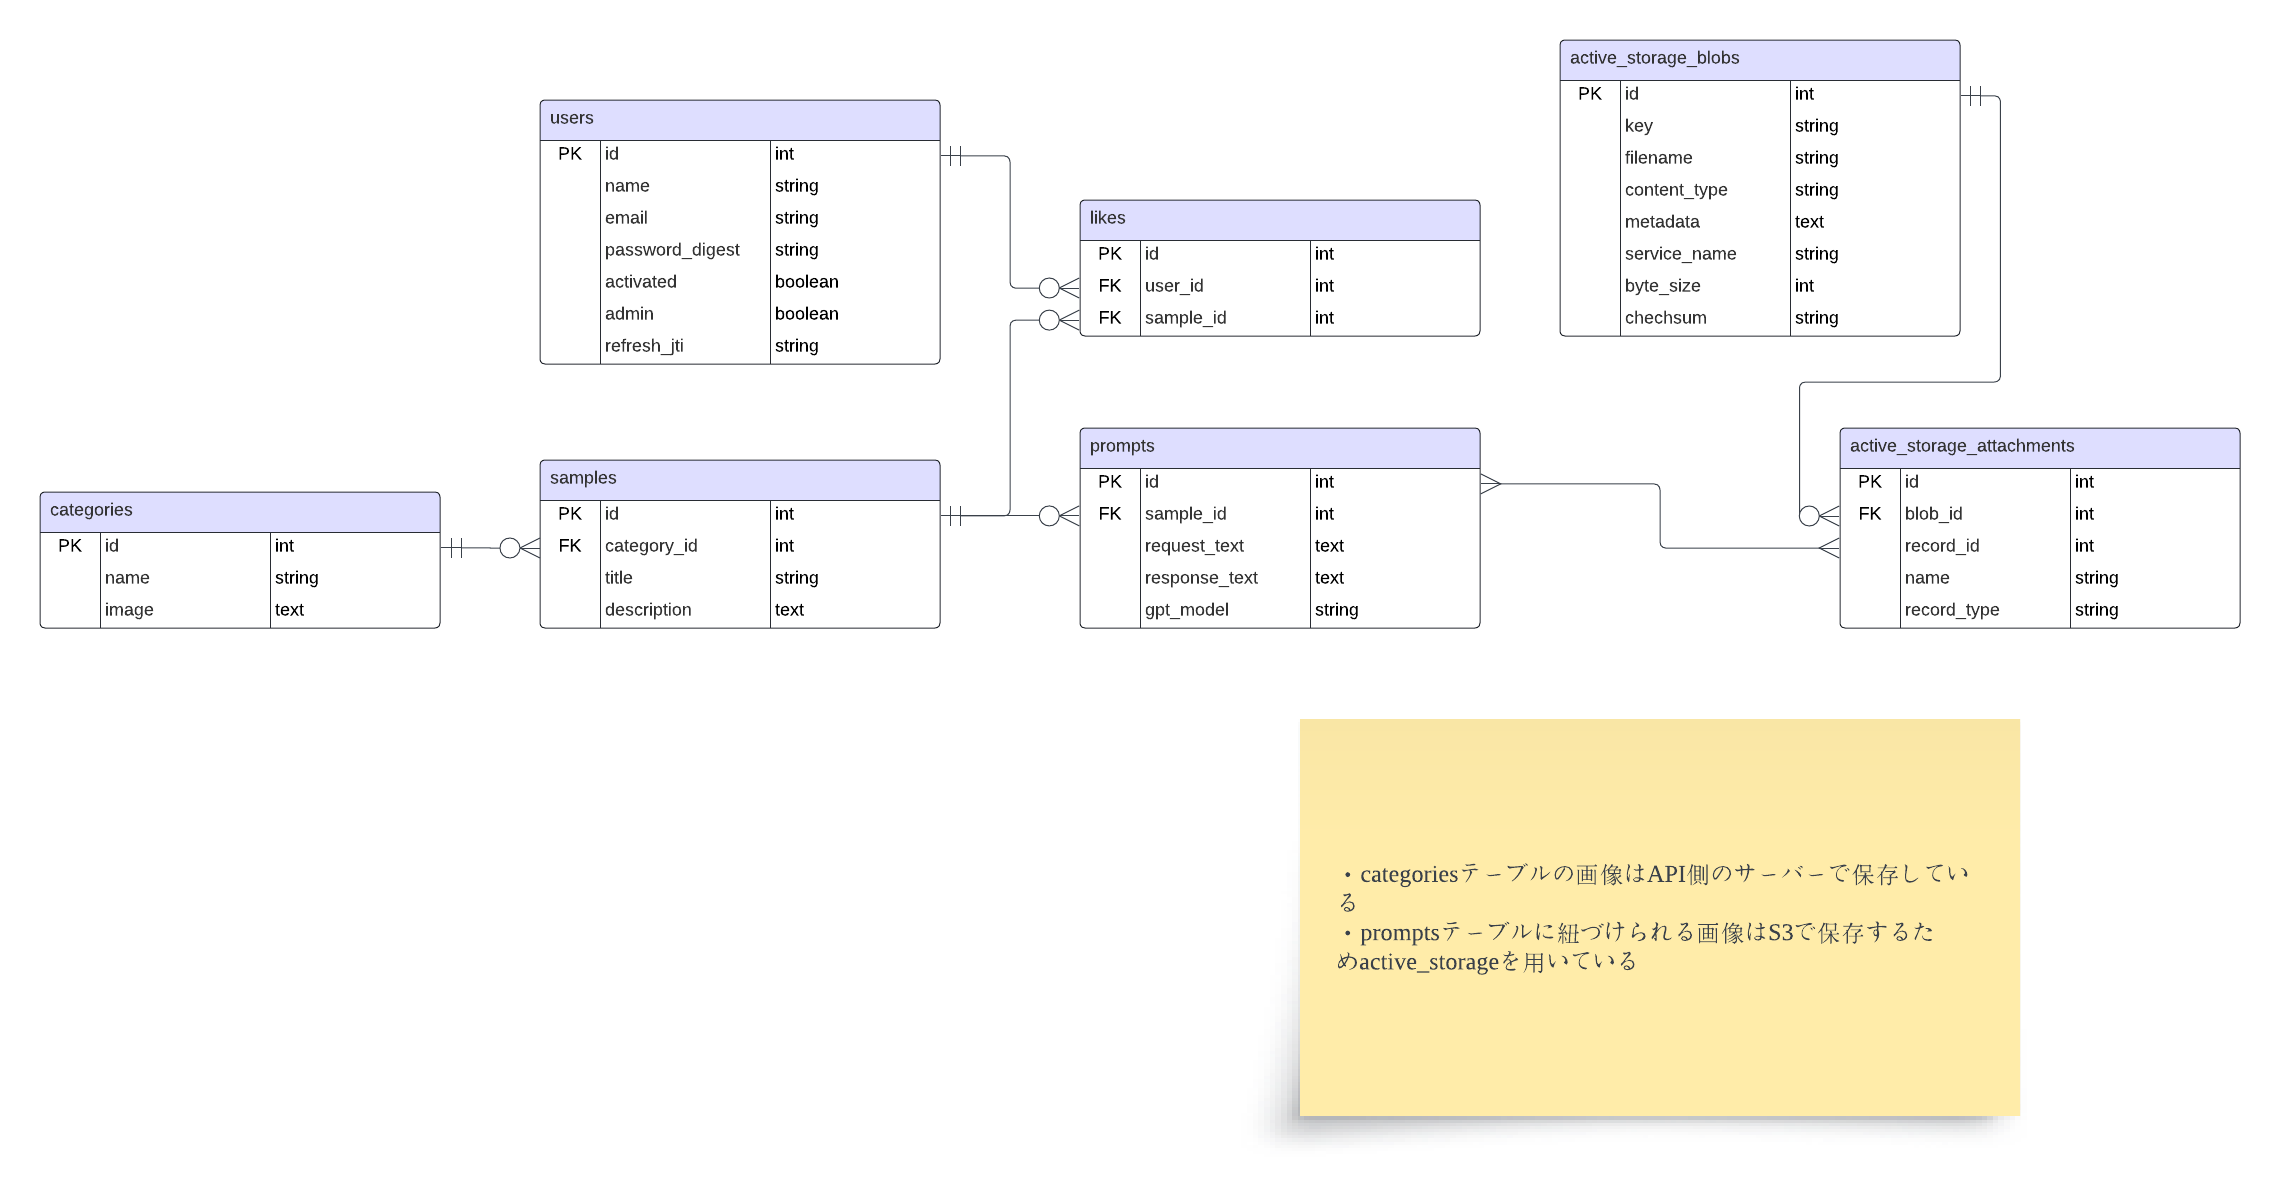 users
PK id int
name string
email string
password_digest string
activated boolean
admin boolean
refresh_jti string
likes
PK id int
FK user_id int
FK sample_id int
active_storage_blobs
PK id int
key string
filename string
content_type string
metadata text
service_name string
byte_size int
chechsum string
categories
PK id int
name string
image text
samples
PK id int
FK category_id int
title string
description text
prompts
PK id int
FK sample_id int
request_text text
response_text text
gpt_model string
active_storage_attachments
PK id int
FK blob_id int
record_id int
name string
record_type string
・categoriesテーブルの画像はAPI側のサーバーで保存してい
る
・promptsテーブルに紐づけられる画像はS3で保存するた
めactive_storageを用いている